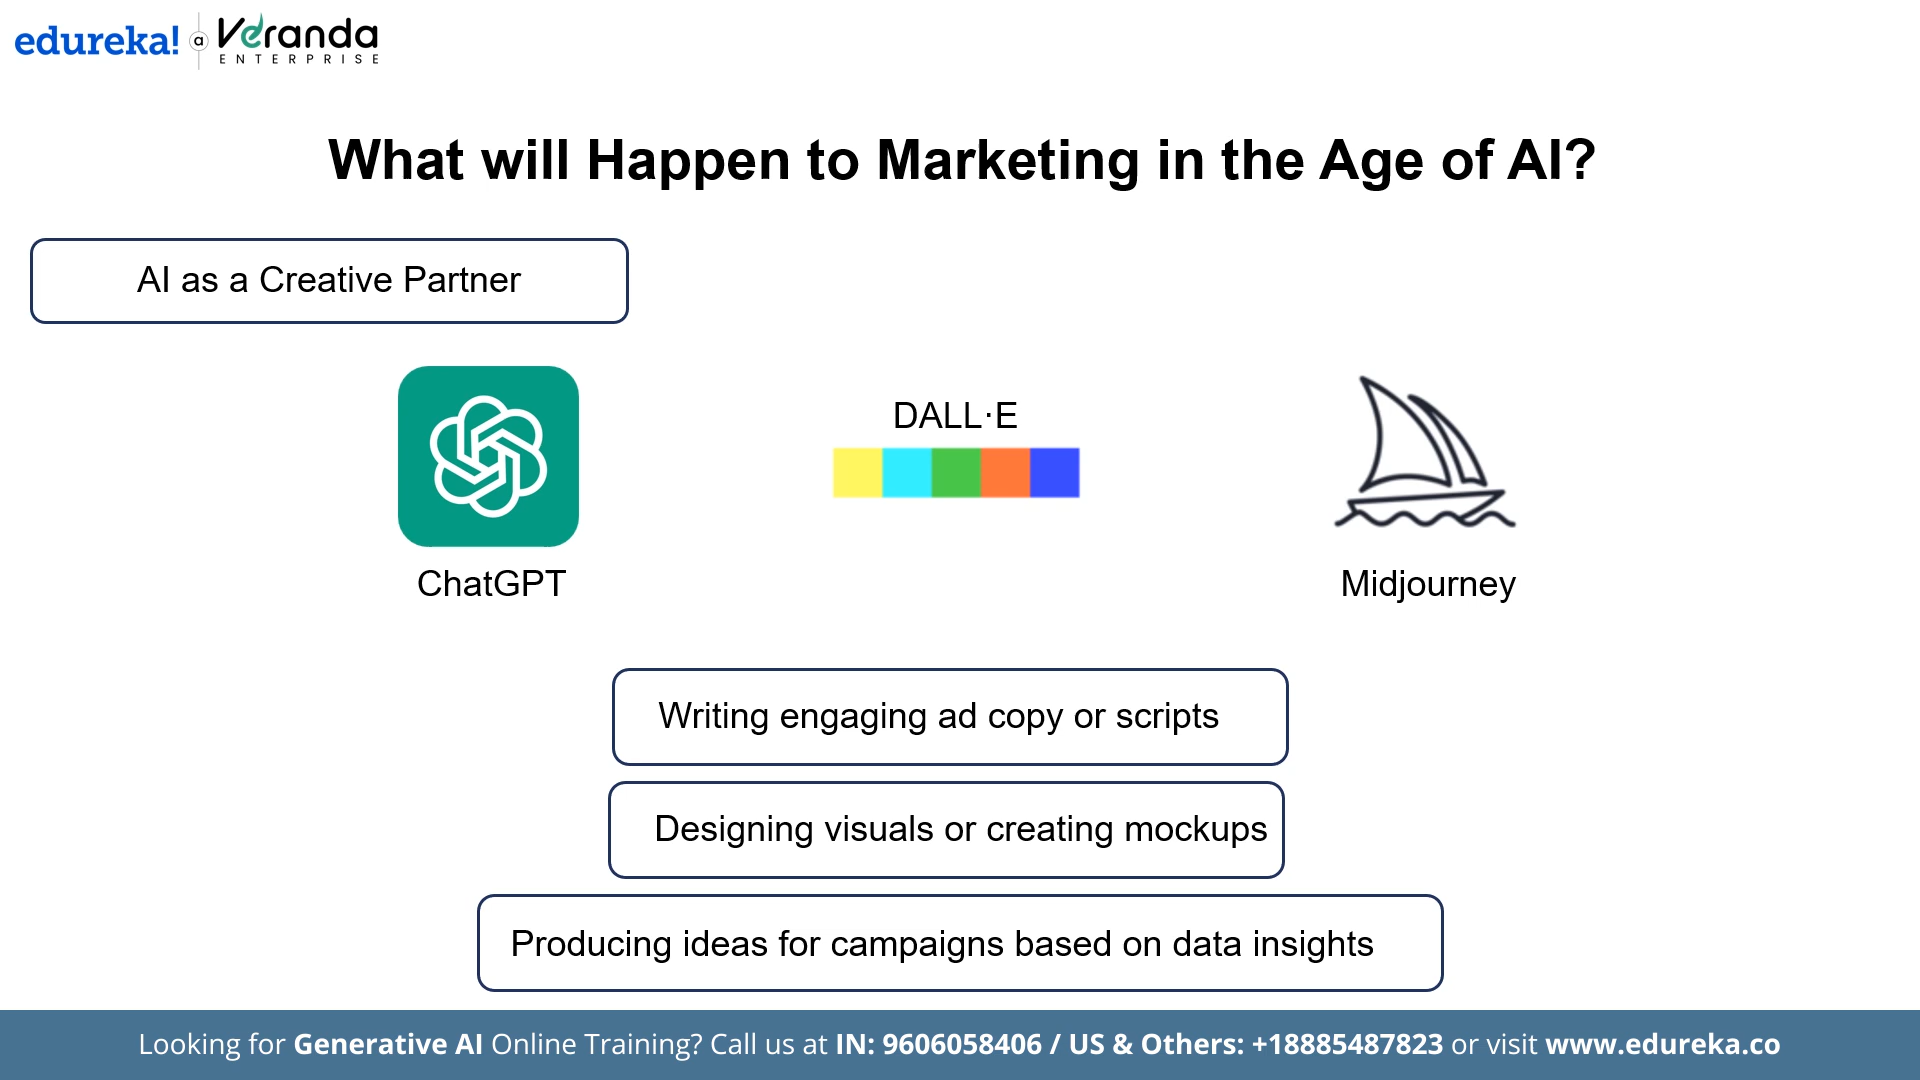 edureka! a Veranda
ENTERPRISE
What will Happen to Marketing in the Age of AI?
AI as a Creative Partner
DALL·E
ChatGPT
Midjourney
Writing engaging ad copy or scripts
Designing visuals or creating mockups
Producing ideas for campaigns based on data insights
Looking for Generative AI Online Training? Call us at IN: 9606058406 / US & Others: +18885487823 or visit www.edureka.co